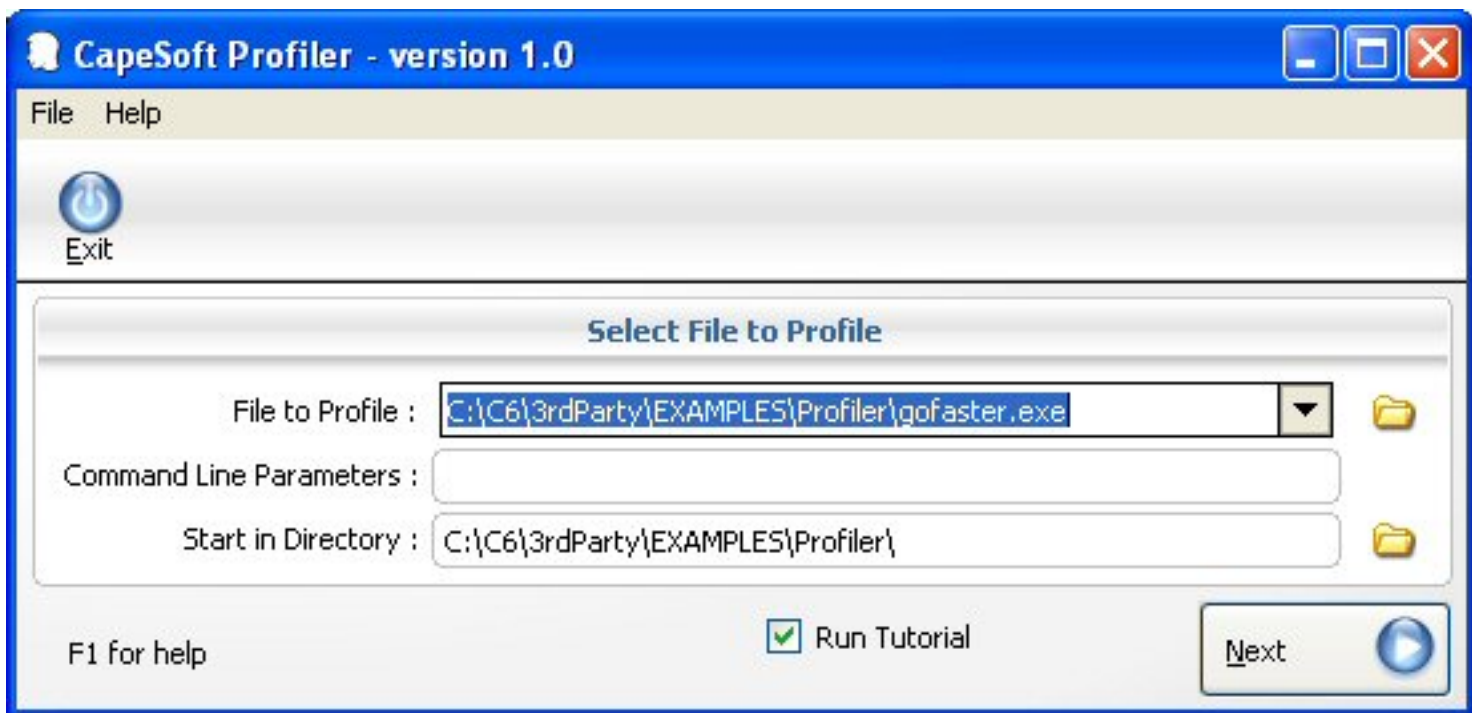 CapeSoft Profiler - version 1.0
File Help
Exit
Select File to Profile
File to Profile : C:\C6\3rdParty\EXAMPLES\Profiler\gofaster.exe
Command Line Parameters :
Start in Directory : C:\C6\3rdParty\EXAMPLES\Profiler\
F1 for help Run Tutorial Next